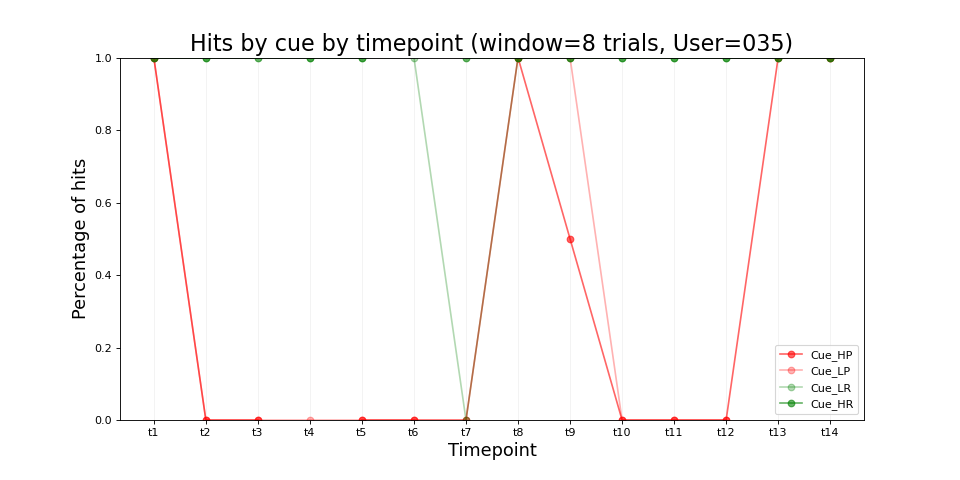 Hits by cue by timepoint (window=8 trials, User=035)
Percentage of hits
1.0
0.8
0.6
0.4
0.2
0.0
t1 t2 t3 t4 t5 t6 t7 t8 t9 t10 t11 t12 t13 t14
Timepoint
Cue_HP
Cue_LP
Cue_LR
Cue_HR